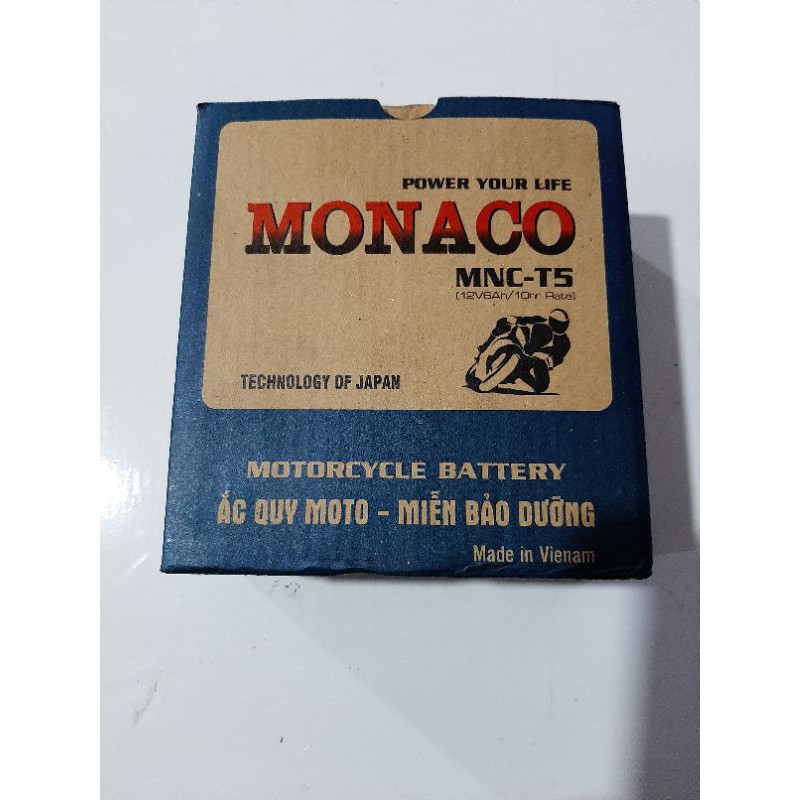 POWER YOUR LIFE
MONACO
MNC-T5
(12V6Ah/10hr Rate)
TECHNOLOGY OF JAPAN
MOTORCYCLE BATTERY
ẮC QUY MOTO - MIỄN BẢO DƯỠNG
Made in Vienam